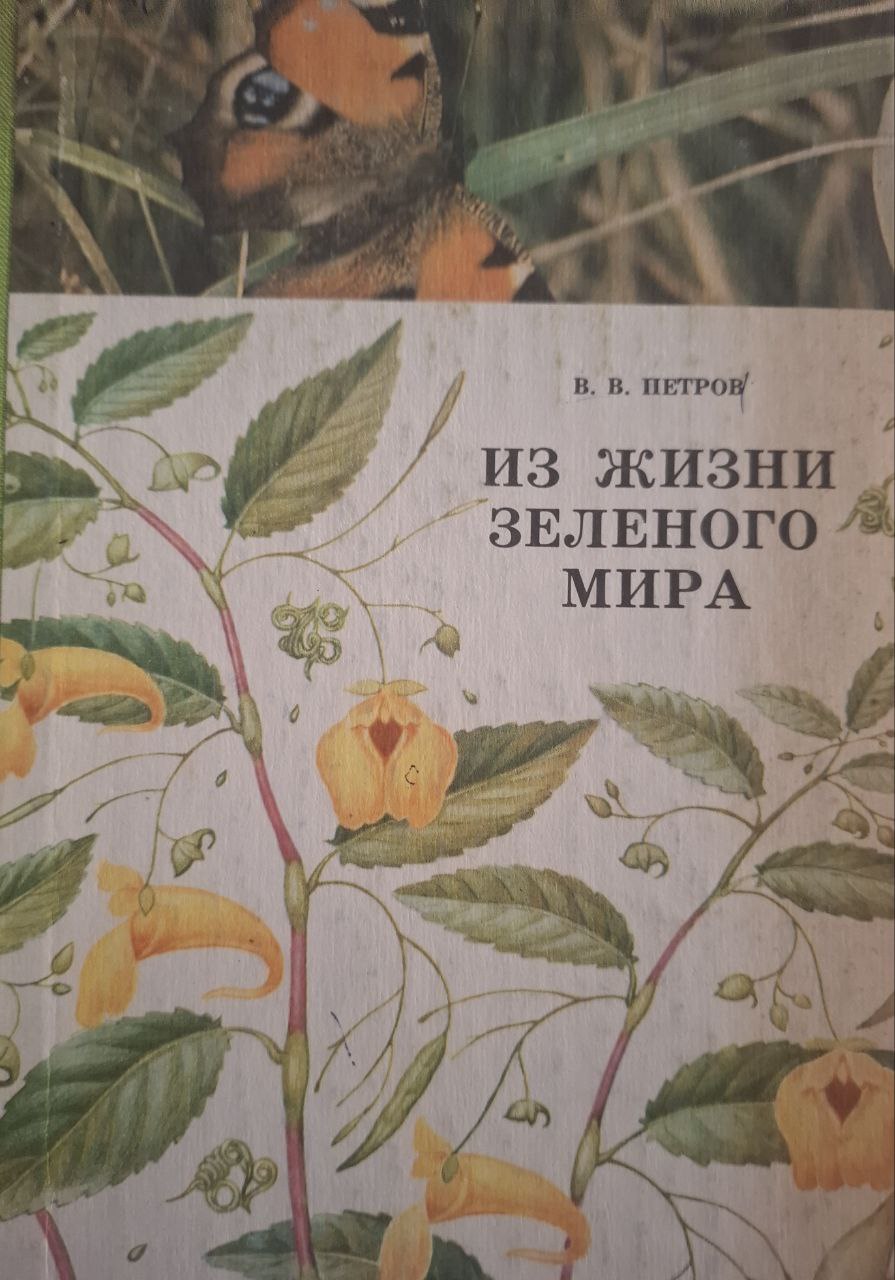 В. В. ПЕТРОВ
ИЗ ЖИЗНИ
ЗЕЛЕНОГО
МИРА